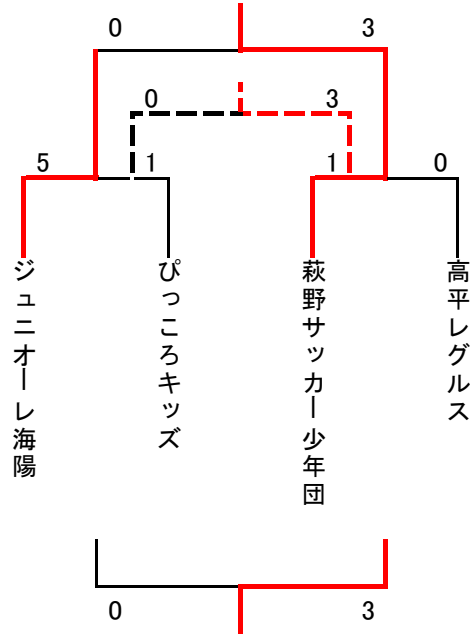 0 3
0 3
5 1 1 0
ジュニオーレ海陽
ぴっころキッズ
萩野サッカー少年団
高平レグルス
0 3